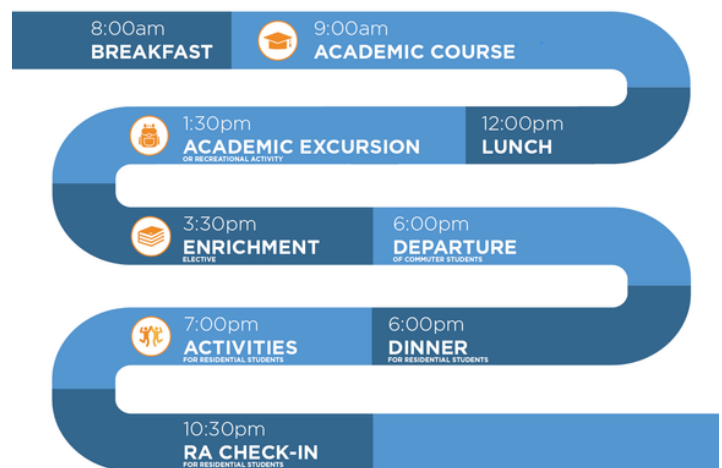 8:00am
BREAKFAST
9:00am
ACADEMIC COURSE
12:00pm
LUNCH
1:30pm
ACADEMIC EXCURSION
OR RECREATIONAL ACTIVITY
3:30pm
ENRICHMENT
ELECTIVE
6:00pm
DEPARTURE
OF COMMUTER STUDENTS
6:00pm
DINNER
FOR RESIDENTIAL STUDENTS
7:00pm
ACTIVITIES
FOR RESIDENTIAL STUDENTS
10:30pm
RA CHECK-IN
FOR RESIDENTIAL STUDENTS